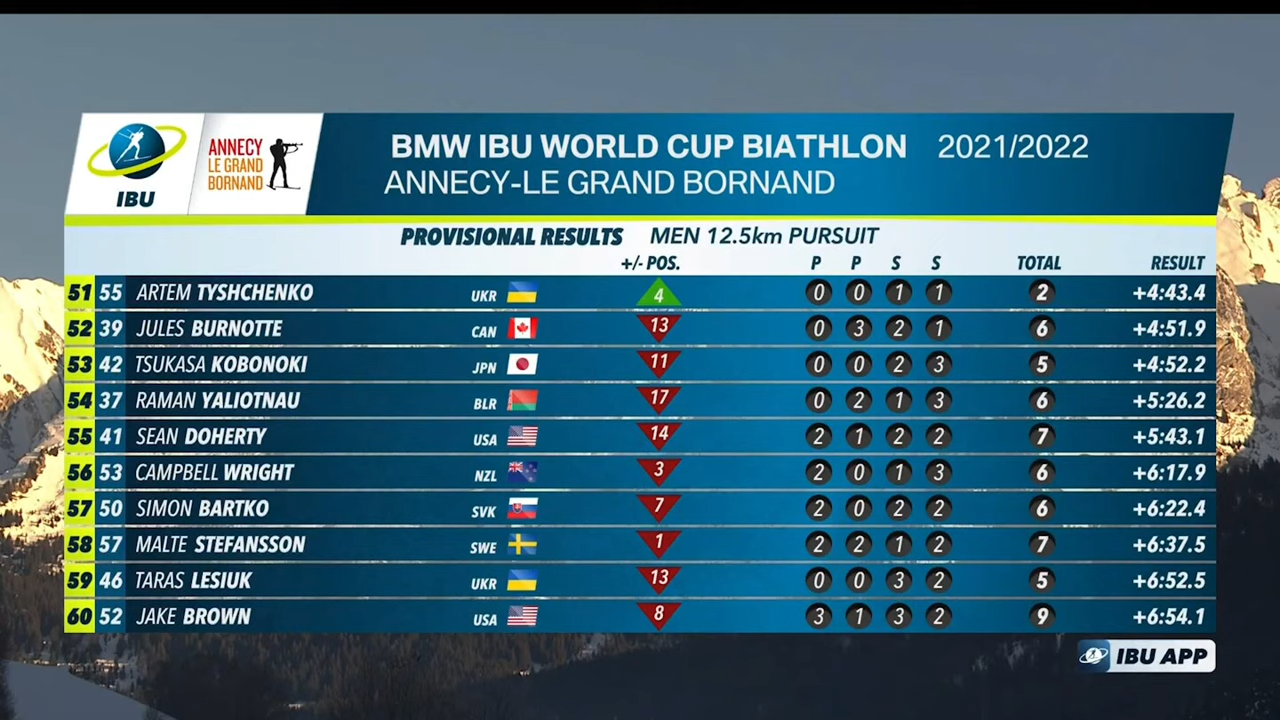 IBU
ANNECY
LE GRAND
BORNAND
BMW IBU WORLD CUP BIATHLON 2021/2022
ANNECY-LE GRAND BORNAND
PROVISIONAL RESULTS MEN 12.5km PURSUIT
+/- POS. P P S S TOTAL RESULT
51 55 ARTEM TYSHCHENKO UKR 4 0 0 1 1 2 +4:43.4
52 39 JULES BURNOTTE CAN 13 0 3 2 1 6 +4:51.9
53 42 TSUKASA KOBONOKI JPN 11 0 0 2 3 5 +4:52.2
54 37 RAMAN YALIOTNAU BLR 17 0 2 1 3 6 +5:26.2
55 41 SEAN DOHERTY USA 14 2 1 2 2 7 +5:43.1
56 53 CAMPBELL WRIGHT NZL 3 2 0 1 3 6 +6:17.9
57 50 SIMON BARTKO SVK 7 2 0 2 2 6 +6:22.4
58 57 MALTE STEFANSSON SWE 1 2 2 1 2 7 +6:37.5
59 46 TARAS LESIUK UKR 13 0 0 3 2 5 +6:52.5
60 52 JAKE BROWN USA 8 3 1 3 2 9 +6:54.1
IBU APP